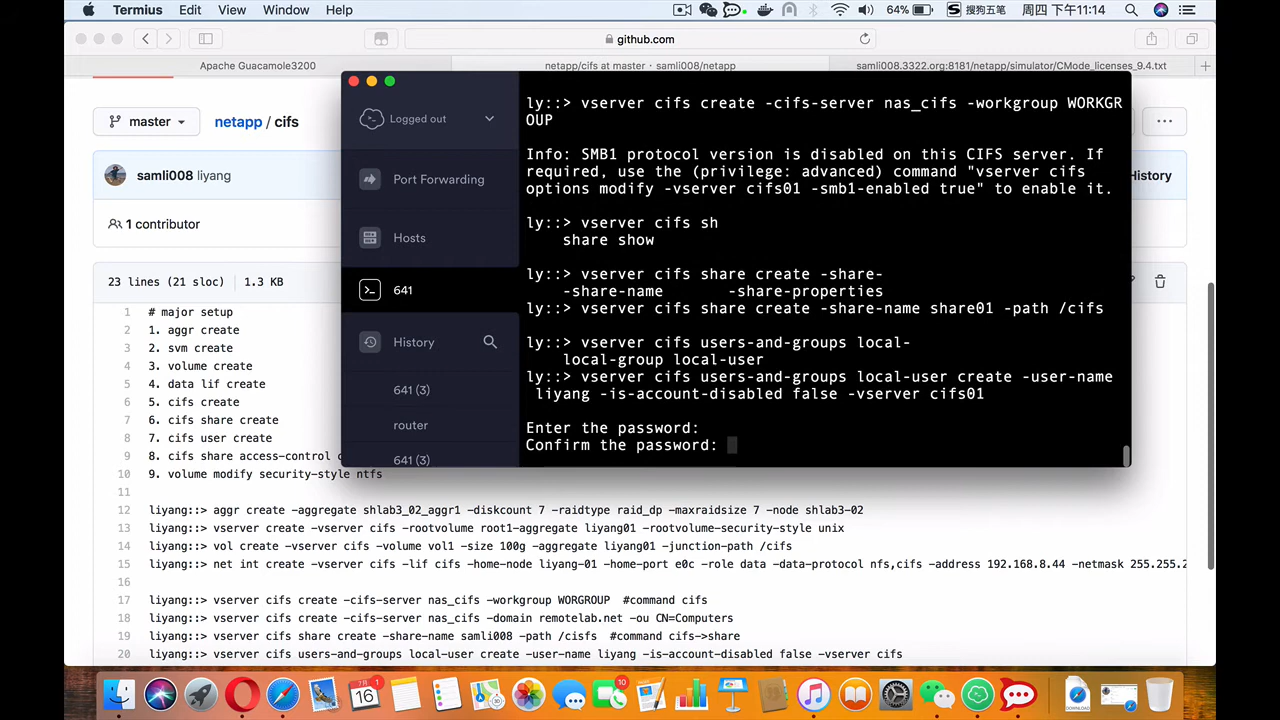 Termius Edit View Window Help 64% 搜狗五笔 周四 下午11:14
github.com
Apache Guacamole3200 netapp/cifs at master · samli008/netapp samli008.3322.org:8181/netapp/simulator/CMode_licenses_9.4.txt
master netapp / cifs
samli008 liyang History
1 contributor
23 lines (21 sloc) 1.3 KB
1 # major setup
2 1. aggr create
3 2. svm create
4 3. volume create
5 4. data lif create
6 5. cifs create
7 6. cifs share create
8 7. cifs user create
9 8. cifs share access-control
10 9. volume modify security-style ntfs
11
12 liyang::> aggr create -aggregate shlab3_02_aggr1 -diskcount 7 -raidtype raid_dp -maxraidsize 7 -node shlab3-02
13 liyang::> vserver create -vserver cifs -rootvolume root1-aggregate liyang01 -rootvolume-security-style unix
14 liyang::> vol create -vserver cifs -volume vol1 -size 100g -aggregate liyang01 -junction-path /cifs
15 liyang::> net int create -vserver cifs -lif cifs -home-node liyang-01 -home-port e0c -role data -data-protocol nfs,cifs -address 192.168.8.44 -netmask 255.255.2
16
17 liyang::> vserver cifs create -cifs-server nas_cifs -workgroup WORGROUP #command cifs
18 liyang::> vserver cifs create -cifs-server nas_cifs -domain remotelab.net -ou CN=Computers
19 liyang::> vserver cifs share create -share-name samli008 -path /cisfs #command cifs->share
20 liyang::> vserver cifs users-and-groups local-user create -user-name liyang -is-account-disabled false -vserver cifs
Logged out
Port Forwarding
Hosts
641
History
641 (3)
router
641 (3)
ly::> vserver cifs create -cifs-server nas_cifs -workgroup WORKGR
OUP
Info: SMB1 protocol version is disabled on this CIFS server. If
required, use the (privilege: advanced) command "vserver cifs
options modify -vserver cifs01 -smb1-enabled true" to enable it.
ly::> vserver cifs sh
share show
ly::> vserver cifs share create -share-
-share-name -share-properties
ly::> vserver cifs share create -share-name share01 -path /cifs
ly::> vserver cifs users-and-groups local-
local-group local-user
ly::> vserver cifs users-and-groups local-user create -user-name
liyang -is-account-disabled false -vserver cifs01
Enter the password:
Confirm the password: